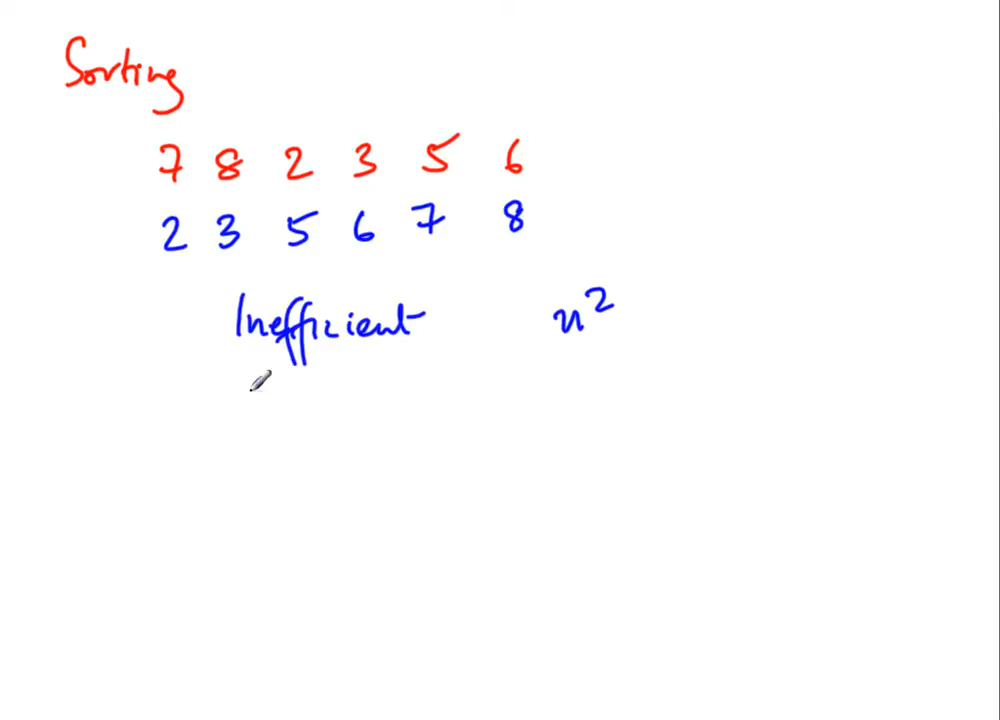 Sorting
7 8 2 3 5 6
2 3 5 6 7 8
Inefficient n²